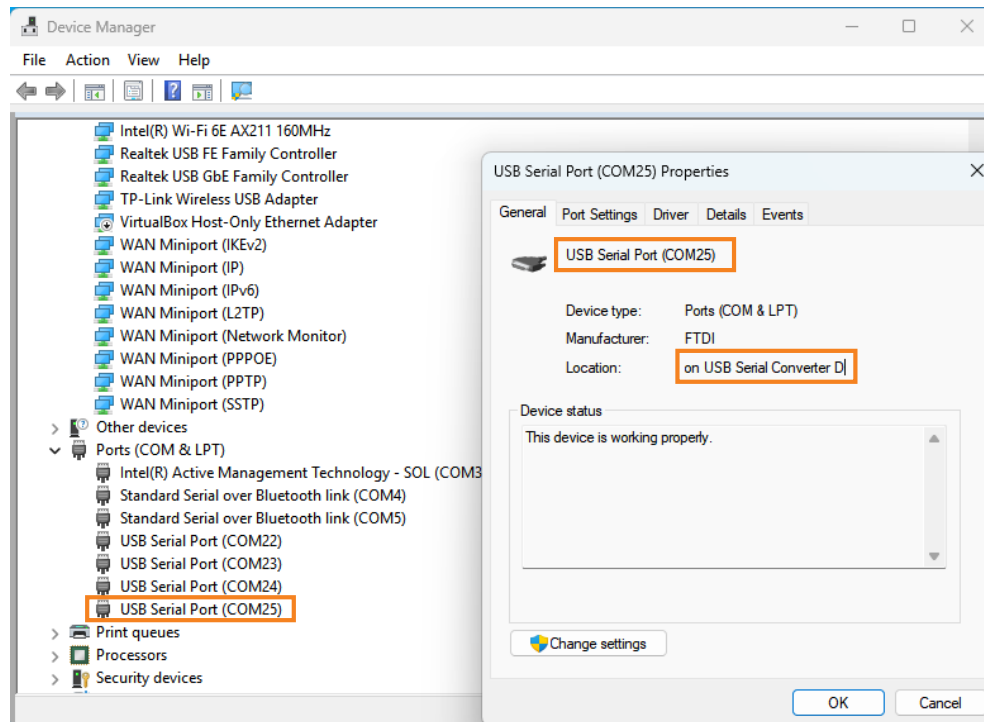 Device Manager
File Action View Help
Intel(R) Wi-Fi 6E AX211 160MHz
Realtek USB FE Family Controller
Realtek USB GbE Family Controller
TP-Link Wireless USB Adapter
VirtualBox Host-Only Ethernet Adapter
WAN Miniport (IKEv2)
WAN Miniport (IP)
WAN Miniport (IPv6)
WAN Miniport (L2TP)
WAN Miniport (Network Monitor)
WAN Miniport (PPPOE)
WAN Miniport (PPTP)
WAN Miniport (SSTP)
Other devices
Ports (COM & LPT)
Intel(R) Active Management Technology - SOL (COM3
Standard Serial over Bluetooth link (COM4)
Standard Serial over Bluetooth link (COM5)
USB Serial Port (COM22)
USB Serial Port (COM23)
USB Serial Port (COM24)
USB Serial Port (COM25)
Print queues
Processors
Security devices
USB Serial Port (COM25) Properties
General Port Settings Driver Details Events
USB Serial Port (COM25)
Device type: Ports (COM & LPT)
Manufacturer: FTDI
Location: on USB Serial Converter D
Device status
This device is working properly.
Change settings
OK Cancel